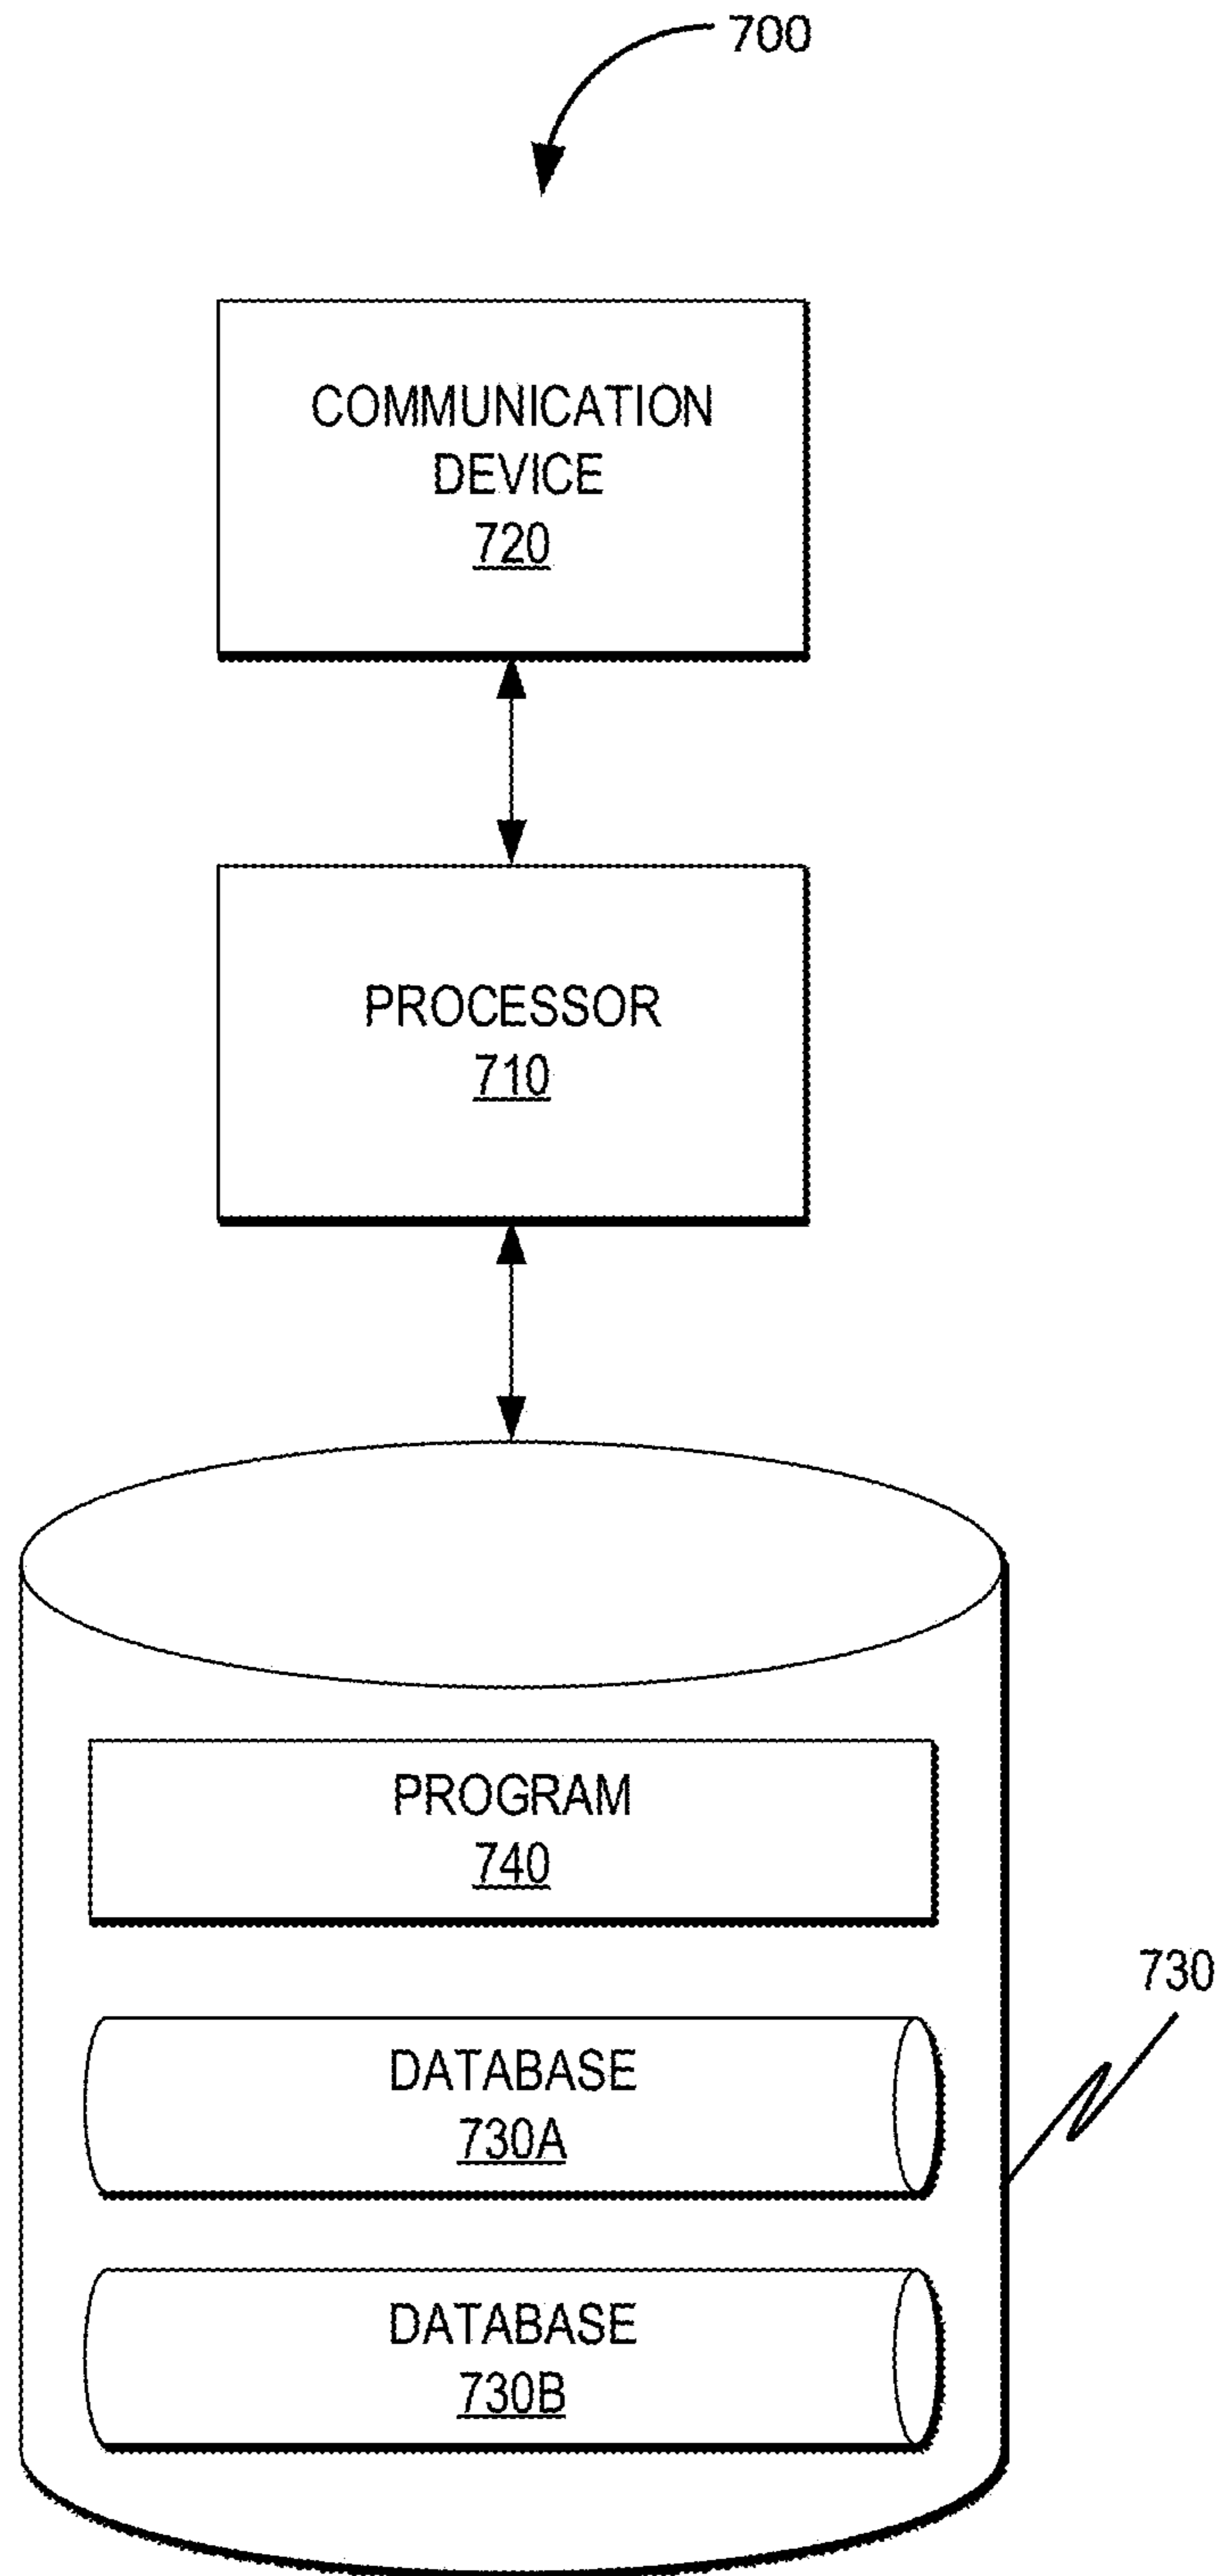 700
COMMUNICATION
DEVICE
720
PROCESSOR
710
PROGRAM
740
730
DATABASE
730A
DATABASE
730B